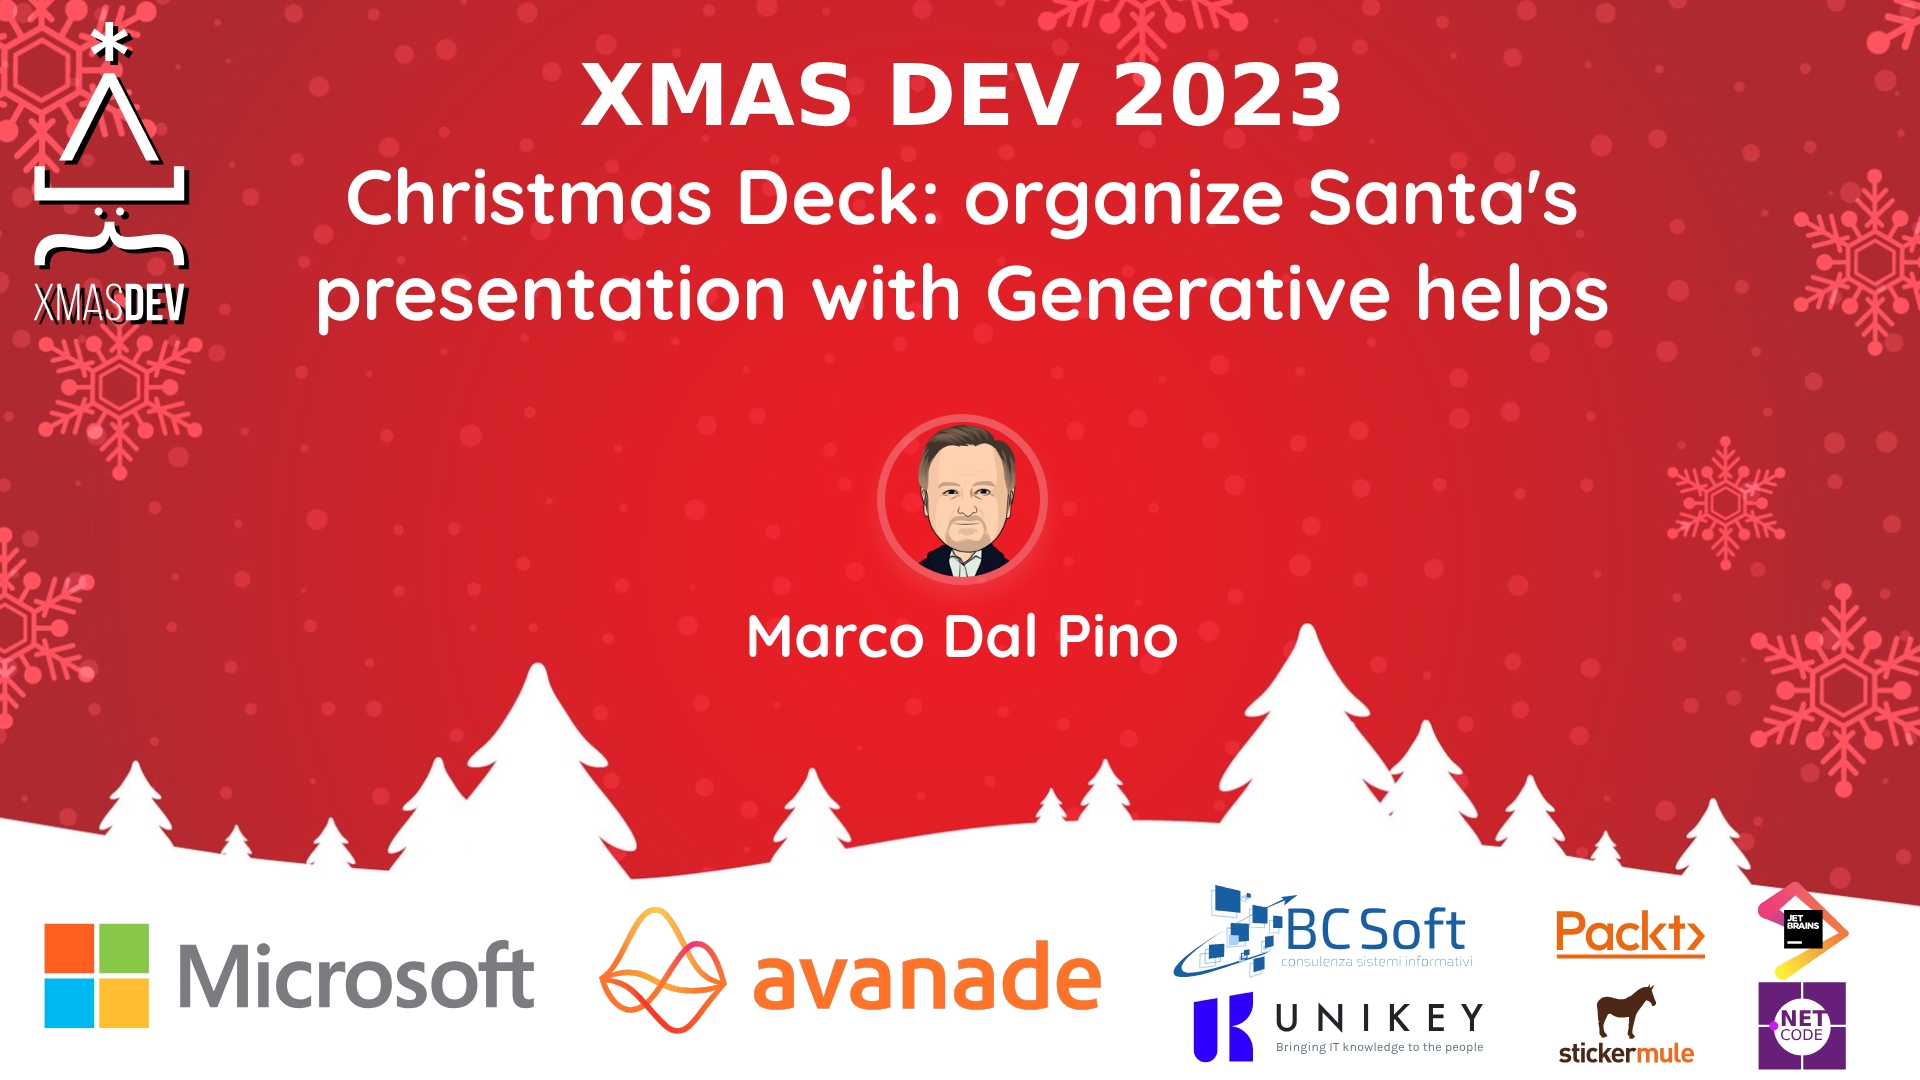 XMAS DEV 2023
Christmas Deck: organize Santa's
presentation with Generative helps
XMASDEV
Marco Dal Pino
Microsoft
avanade
BC Soft
consulenza sistemi informativi
UNIKEY
Bringing IT knowledge to the people
Packt>
stickermule
JET
BRAINS
NET
CODE